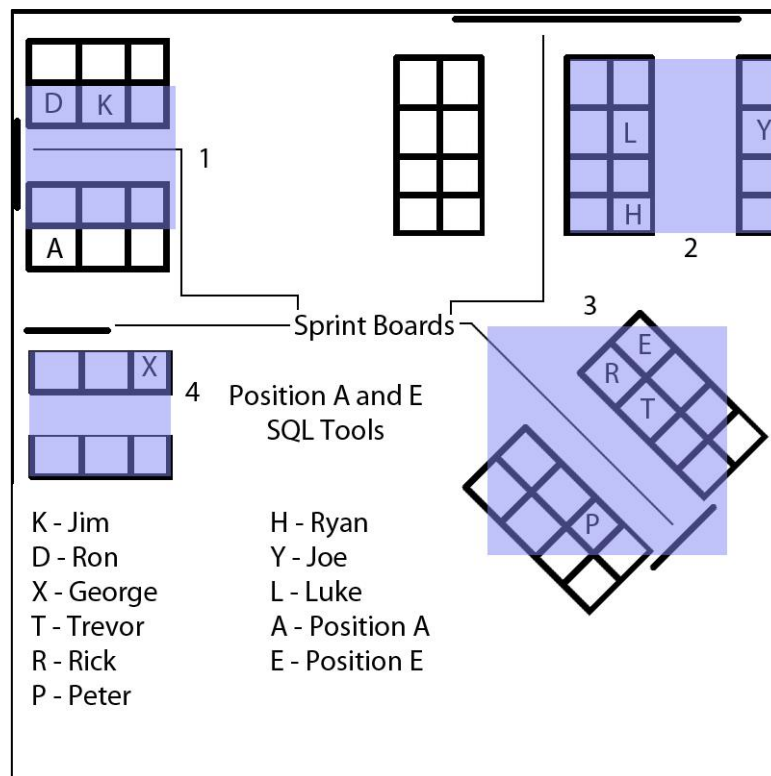 D K
1
L
Y
A
H
2
Sprint Boards
3
E
X
4
R
Position A and E
T
SQL Tools
P
K - Jim
D - Ron
X - George
T - Trevor
R - Rick
P - Peter
H - Ryan
Y - Joe
L - Luke
A - Position A
E - Position E